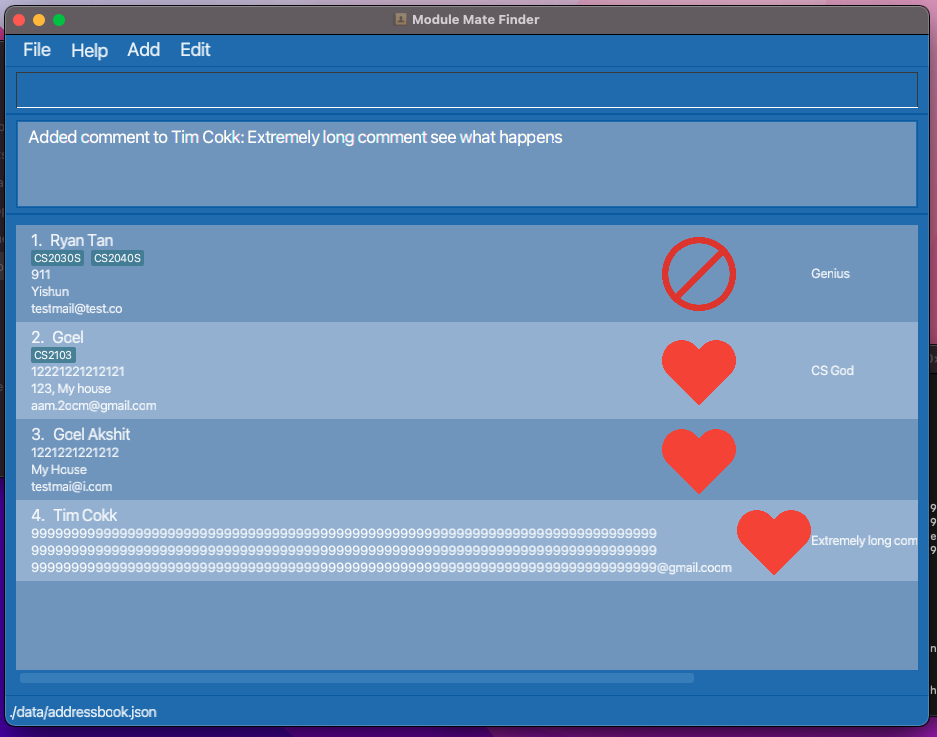 Module Mate Finder
File Help Add Edit
Added comment to Tim Cokk: Extremely long comment see what happens
1. Ryan Tan
CS2030S CS2040S
911
Yishun
testmail@test.co
Genius
2. Goel
CS2103
12221221212121
123, My house
aam.2ocm@gmail.com
CS God
3. Goel Akshit
1221221221212
My House
testmai@i.com
4. Tim Cokk
@gmail.cocm
Extremely long com
./data/addressbook.json